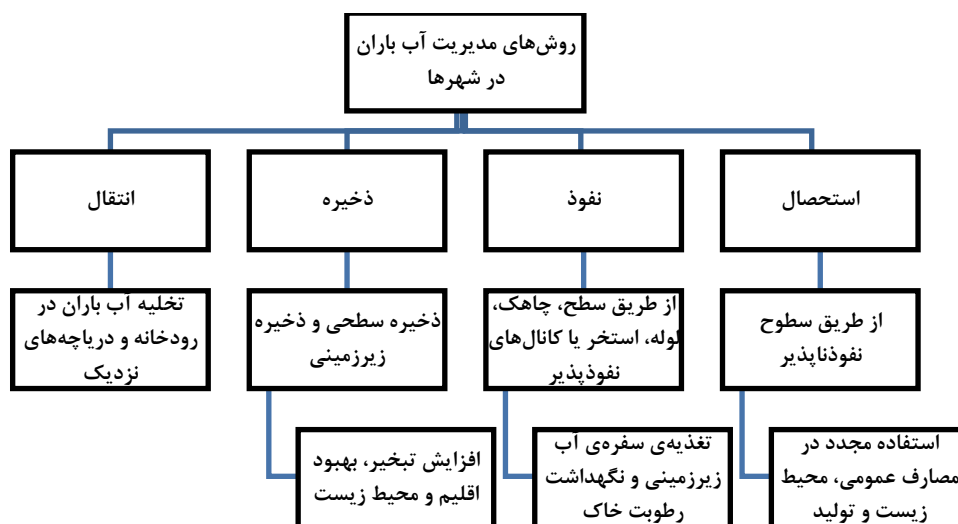 روش‌های مدیریت آب باران
در شهرها
استحصال
نفوذ
ذخیره
انتقال
از طریق سطوح
نفوذناپذیر
از طریق سطح، چاهک،
لوله، استخر یا کانال‌های
نفوذپذیر
ذخیره سطحی و ذخیره
زیرزمینی
تخلیه آب باران در
رودخانه و دریاچه‌های
نزدیک
استفاده مجدد در
مصارف عمومی، محیط
زیست و تولید
تغذیه‌ی سفره‌ی آب
زیرزمینی و نگهداشت
رطوبت خاک
افزایش تبخیر، بهبود
اقلیم و محیط زیست